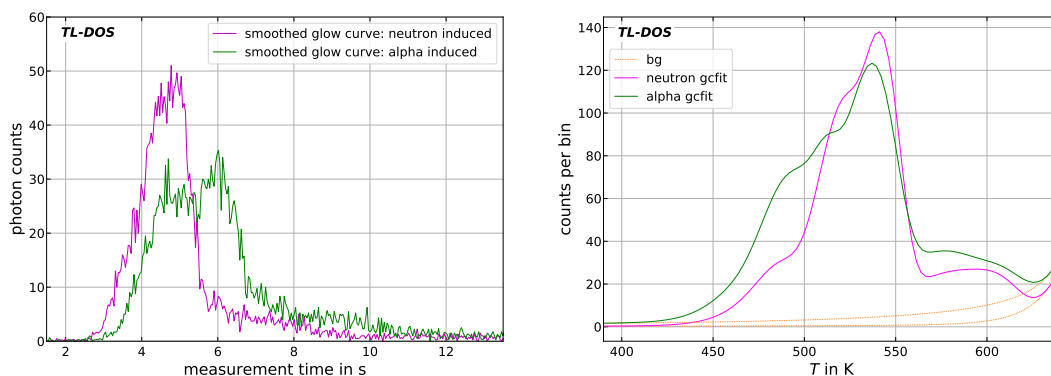 TL-DOS
smoothed glow curve: neutron induced
smoothed glow curve: alpha induced
photon counts
60
50
40
30
20
10
0
2 4 6 8 10 12
measurement time in s
TL-DOS
bg
neutron gcfit
alpha gcfit
counts per bin
140
120
100
80
60
40
20
0
400 450 500 550 600
T in K